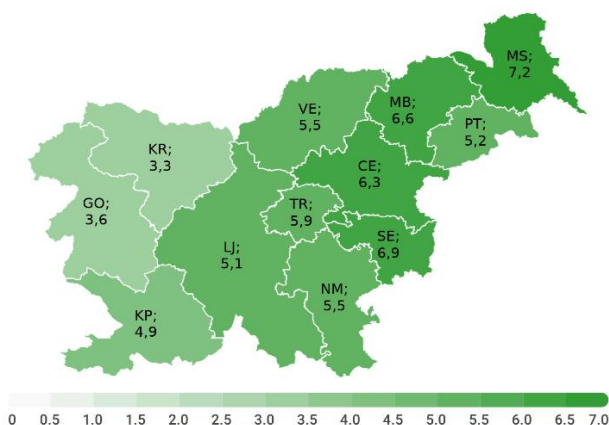 MS;
7,2
VE;
5,5
MB;
6,6
PT;
5,2
KR;
3,3
CE;
6,3
GO;
3,6
TR;
5,9
LJ;
5,1
SE;
6,9
NM;
5,5
KP;
4,9
0 0.5 1.0 1.5 2.0 2.5 3.0 3.5 4.0 4.5 5.0 5.5 6.0 6.5 7.0